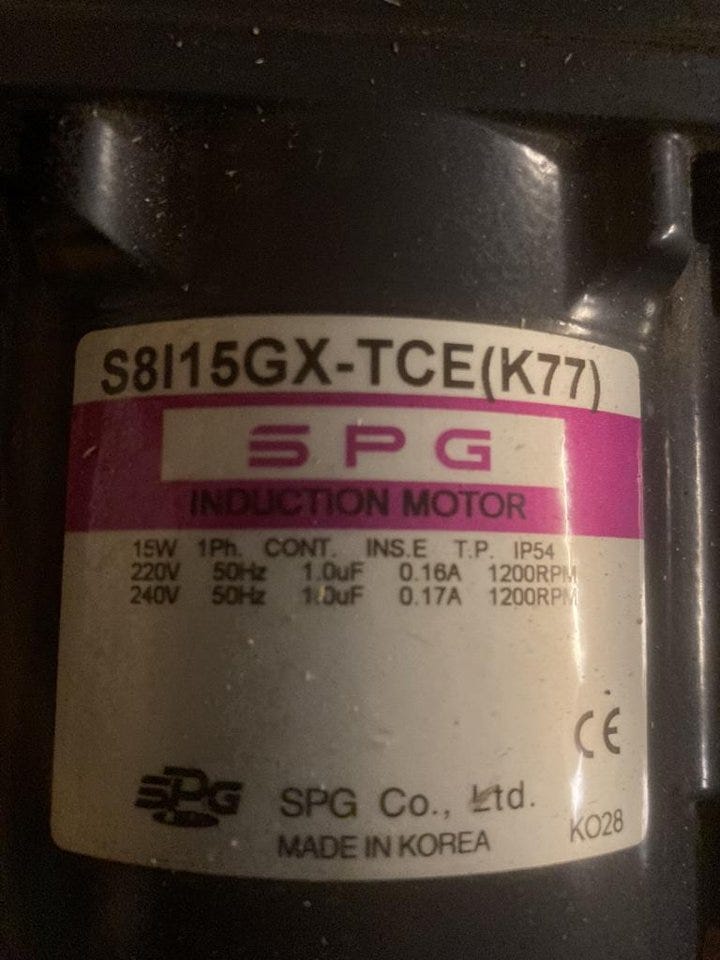 S8I15GX-TCE(K77)
SPG
INDUCTION MOTOR
15W 1Ph. CONT. INS.E T.P. IP54
220V 50Hz 1.0uF 0.16A 1200RPM
240V 50Hz 1.0uF 0.17A 1200RPM
CE
SPG SPG Co., Ltd.
MADE IN KOREA KO28